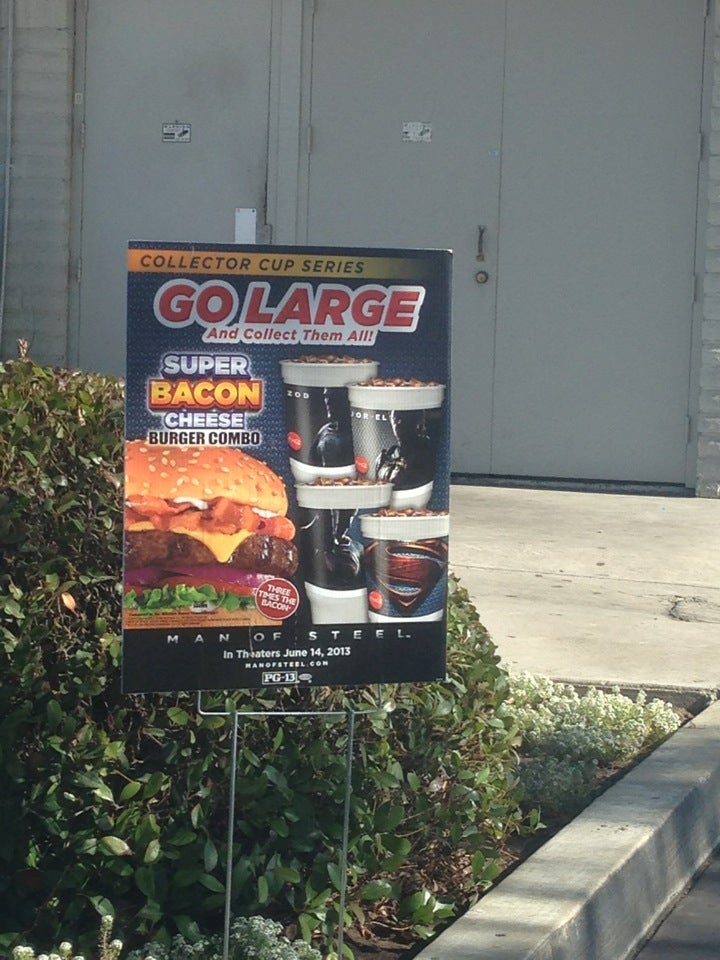 COLLECTOR CUP SERIES
GO LARGE
And Collect Them All!
SUPER
BACON
CHEESE
BURGER COMBO
ZOD
JOR-EL
THREE
TIMES THE
BACON
MAN OF STEEL
In Theaters June 14, 2013
MANOFSTEEL.COM
PG-13